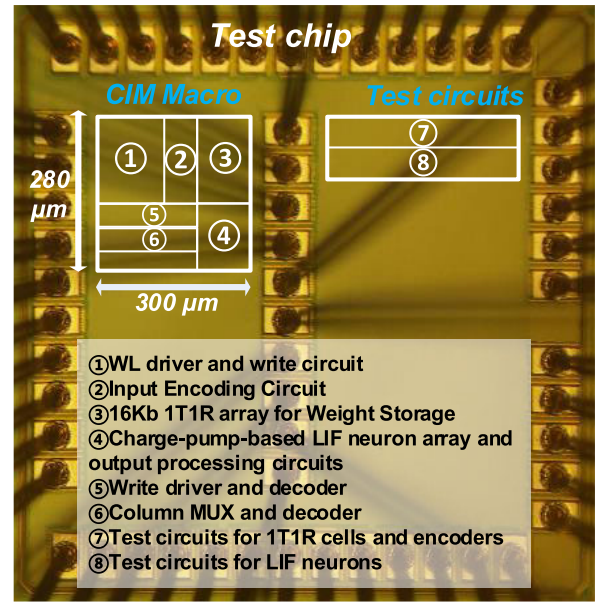 Test chip
CIM Macro
Test circuits
① ② ③
⑦
⑧
280
μm
⑤
⑥
④
300 μm
①WL driver and write circuit
②Input Encoding Circuit
③16Kb 1T1R array for Weight Storage
④Charge-pump-based LIF neuron array and
output processing circuits
⑤Write driver and decoder
⑥Column MUX and decoder
⑦Test circuits for 1T1R cells and encoders
⑧Test circuits for LIF neurons